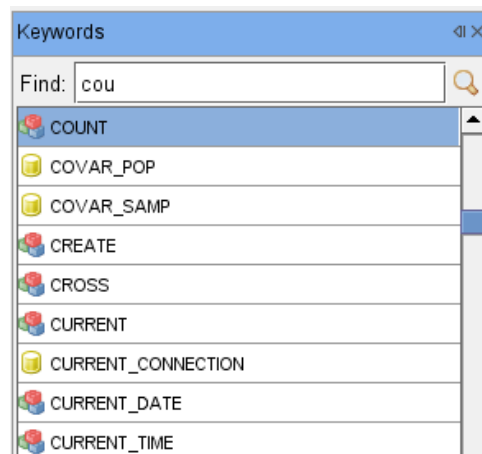 Keywords
Find: cou
COUNT
COVAR_POP
COVAR_SAMP
CREATE
CROSS
CURRENT
CURRENT_CONNECTION
CURRENT_DATE
CURRENT_TIME